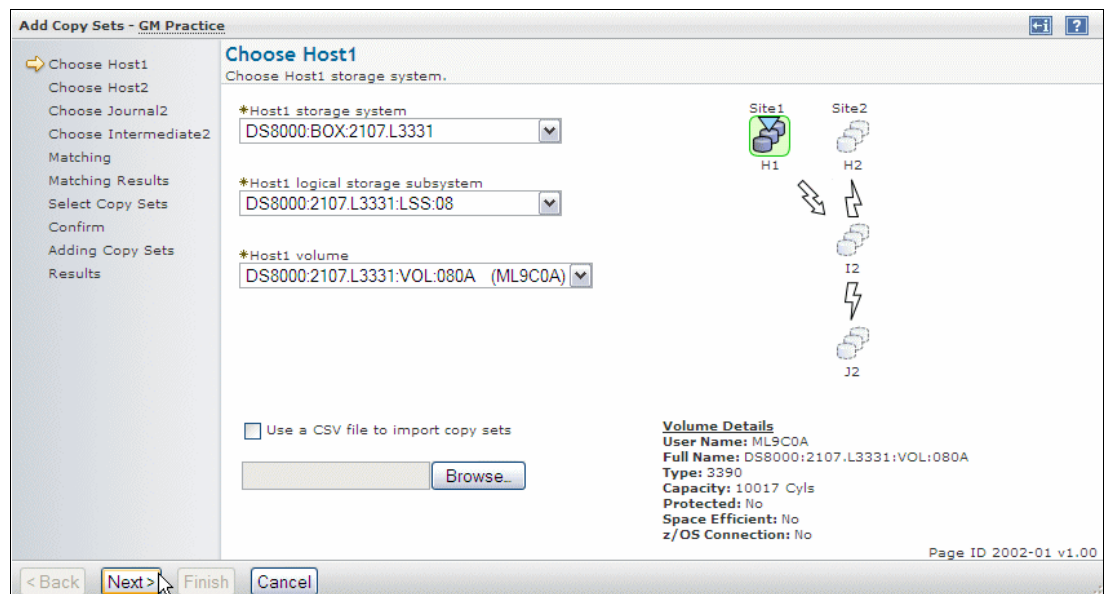 Add Copy Sets - GM Practice
Choose Host1
Choose Host2
Choose Journal2
Choose Intermediate2
Matching
Matching Results
Select Copy Sets
Confirm
Adding Copy Sets
Results
Choose Host1
Choose Host1 storage system.
*Host1 storage system
DS8000:BOX:2107.L3331
*Host1 logical storage subsystem
DS8000:2107.L3331:LSS:08
*Host1 volume
DS8000:2107.L3331:VOL:080A (ML9C0A)
Use a CSV file to import copy sets
Browse...
Site1 Site2
H1 H2
I2
J2
Volume Details
User Name: ML9C0A
Full Name: DS8000:2107.L3331:VOL:080A
Type: 3390
Capacity: 10017 Cyls
Protected: No
Space Efficient: No
z/OS Connection: No
Page ID 2002-01 v1.00
< Back Next > Finish Cancel